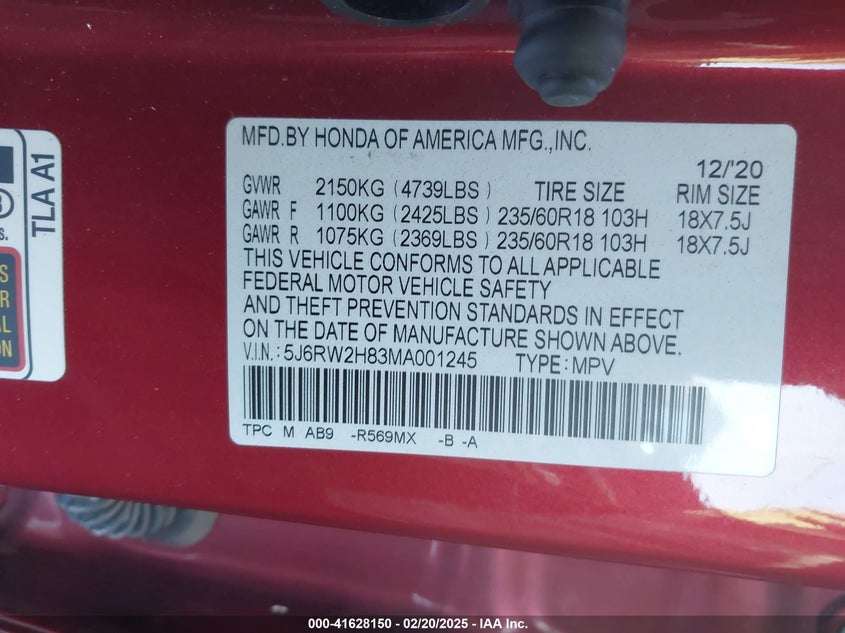 MFD.BY HONDA OF AMERICA MFG.,INC.
12/'20
GVWR 2150KG (4739LBS) TIRE SIZE RIM SIZE
GAWR F 1100KG (2425LBS) 235/60R18 103H 18X7.5J
GAWR R 1075KG (2369LBS) 235/60R18 103H 18X7.5J
THIS VEHICLE CONFORMS TO ALL APPLICABLE
FEDERAL MOTOR VEHICLE SAFETY
AND THEFT PREVENTION STANDARDS IN EFFECT
ON THE DATE OF MANUFACTURE SHOWN ABOVE.
V.I.N.: 5J6RW2H83MA001245 TYPE: MPV
TPC M AB9 -R569MX -B -A
TLA A1
000-41628150 — 02/20/2025 — IAA Inc.